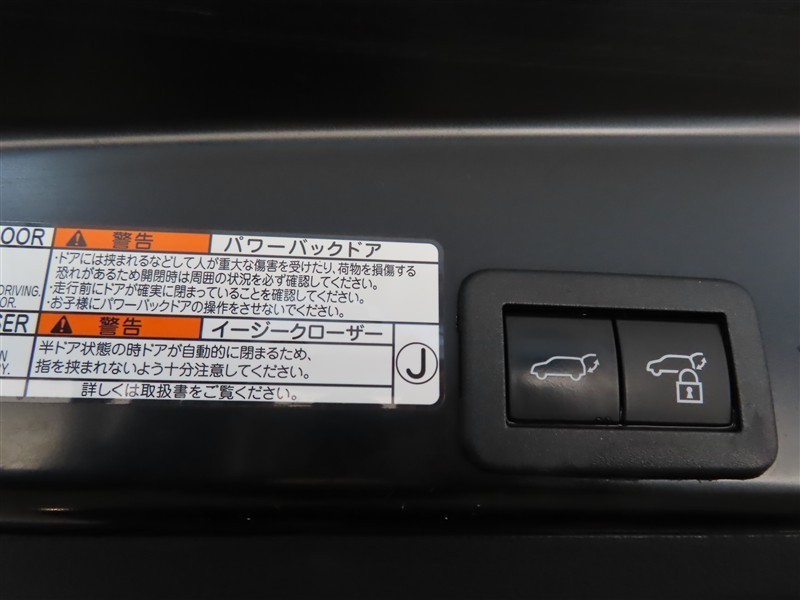 OOR
警告
パワーバックドア
・ドアには挟まれるなどして人が重大な傷害を受けたり、荷物を損傷する
恐れがあるため開閉時は周囲の状況を必ず確認してください。
・走行前にドアが確実に閉まっていることを確認してください。
・お子様にパワーバックドアの操作をさせないでください。
DRIVING.
OR.
SER
警告
イージークローザー
半ドア状態の時ドアが自動的に閉まるため、
指を挟まれないよう十分注意してください。
J
詳しくは取扱書をご覧ください。
N
RY.